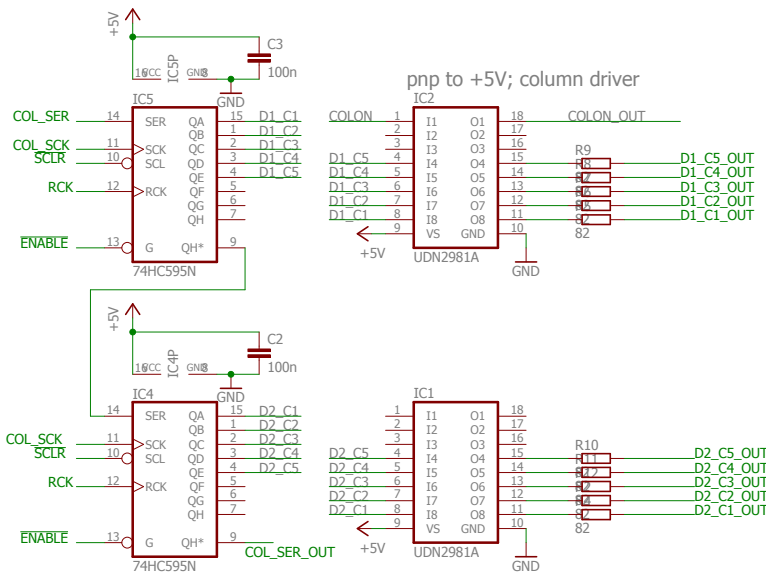 +5V
C3
100n
16 VCC IC5P GND 8
GND
pnp to +5V; column driver
IC5
COL_SER 14 SER QA 15 D1_C1
QB 1 D1_C2
COL_SCK 11 SCK QC 2 D1_C3
SCLR 10 SCL QD 3 D1_C4
QE 4 D1_C5
RCK 12 RCK QF 5
QG 6
QH 7
ENABLE 13 G QH* 9
74HC595N
IC2
COLON 1 I1 O1 18 COLON_OUT
2 I2 O2 17
3 I3 O3 16
R9
D1_C5 4 I4 O4 15 D1_C5_OUT
D1_C4 5 I5 O5 14 D1_C4_OUT
D1_C3 6 I6 O6 13 D1_C3_OUT
D1_C2 7 I7 O7 12 D1_C2_OUT
D1_C1 8 I8 O8 11 D1_C1_OUT
82
9 VS GND 10
+5V
GND
UDN2981A
+5V
C2
100n
16 VCC IC4P GND 8
GND
IC4
14 SER QA 15 D2_C1
QB 1 D2_C2
COL_SCK 11 SCK QC 2 D2_C3
SCLR 10 SCL QD 3 D2_C4
QE 4 D2_C5
RCK 12 RCK QF 5
QG 6
QH 7
ENABLE 13 G QH* 9
COL_SER_OUT
74HC595N
IC1
1 I1 O1 18
2 I2 O2 17
3 I3 O3 16
R10
D2_C5 4 I4 O4 15 D2_C5_OUT
D2_C4 5 I5 O5 14 D2_C4_OUT
D2_C3 6 I6 O6 13 D2_C3_OUT
D2_C2 7 I7 O7 12 D2_C2_OUT
D2_C1 8 I8 O8 11 D2_C1_OUT
82
9 VS GND 10
+5V
GND
UDN2981A